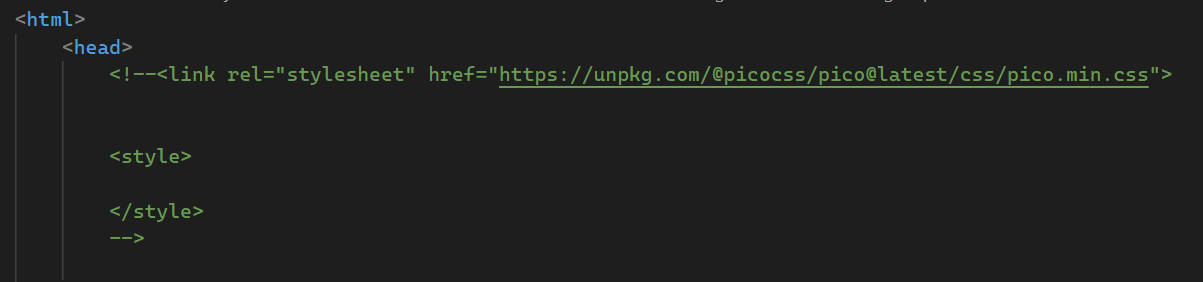 <html>
<head>
<!--<link rel="stylesheet" href="https://unpkg.com/@picocss/pico@latest/css/pico.min.css">
<style>
</style>
-->